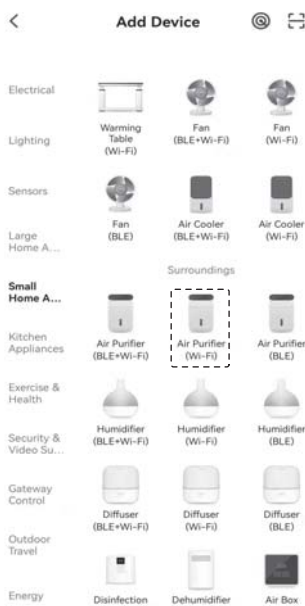 Add Device
Electrical
Lighting
Sensors
Large
Home A...
Small
Home A...
Kitchen
Appliances
Exercise &
Health
Security &
Video Su...
Gateway
Control
Outdoor
Travel
Energy
Warming
Table
(Wi-Fi)
Fan
(BLE+Wi-Fi)
Fan
(Wi-Fi)
Fan
(BLE)
Air Cooler
(BLE+Wi-Fi)
Air Cooler
(Wi-Fi)
Surroundings
Air Purifier
(BLE+Wi-Fi)
Air Purifier
(Wi-Fi)
Air Purifier
(BLE)
Humidifier
(BLE+Wi-Fi)
Humidifier
(Wi-Fi)
Humidifier
(BLE)
Diffuser
(BLE+Wi-Fi)
Diffuser
(Wi-Fi)
Diffuser
(BLE)
Disinfection
Dehumidifier
Air Box